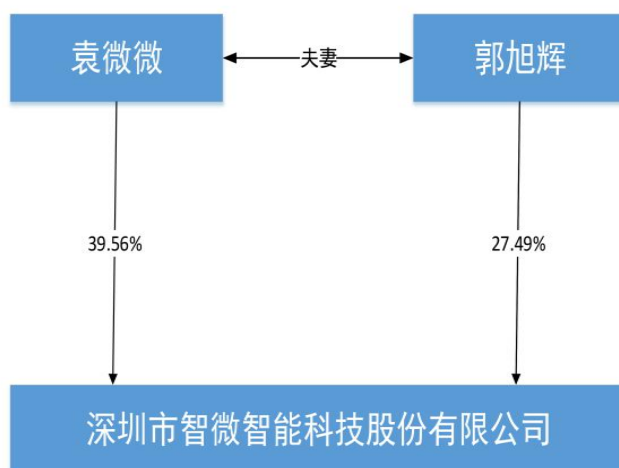 袁微微
夫妻
郭旭辉
39.56%
27.49%
深圳市智微智能科技股份有限公司